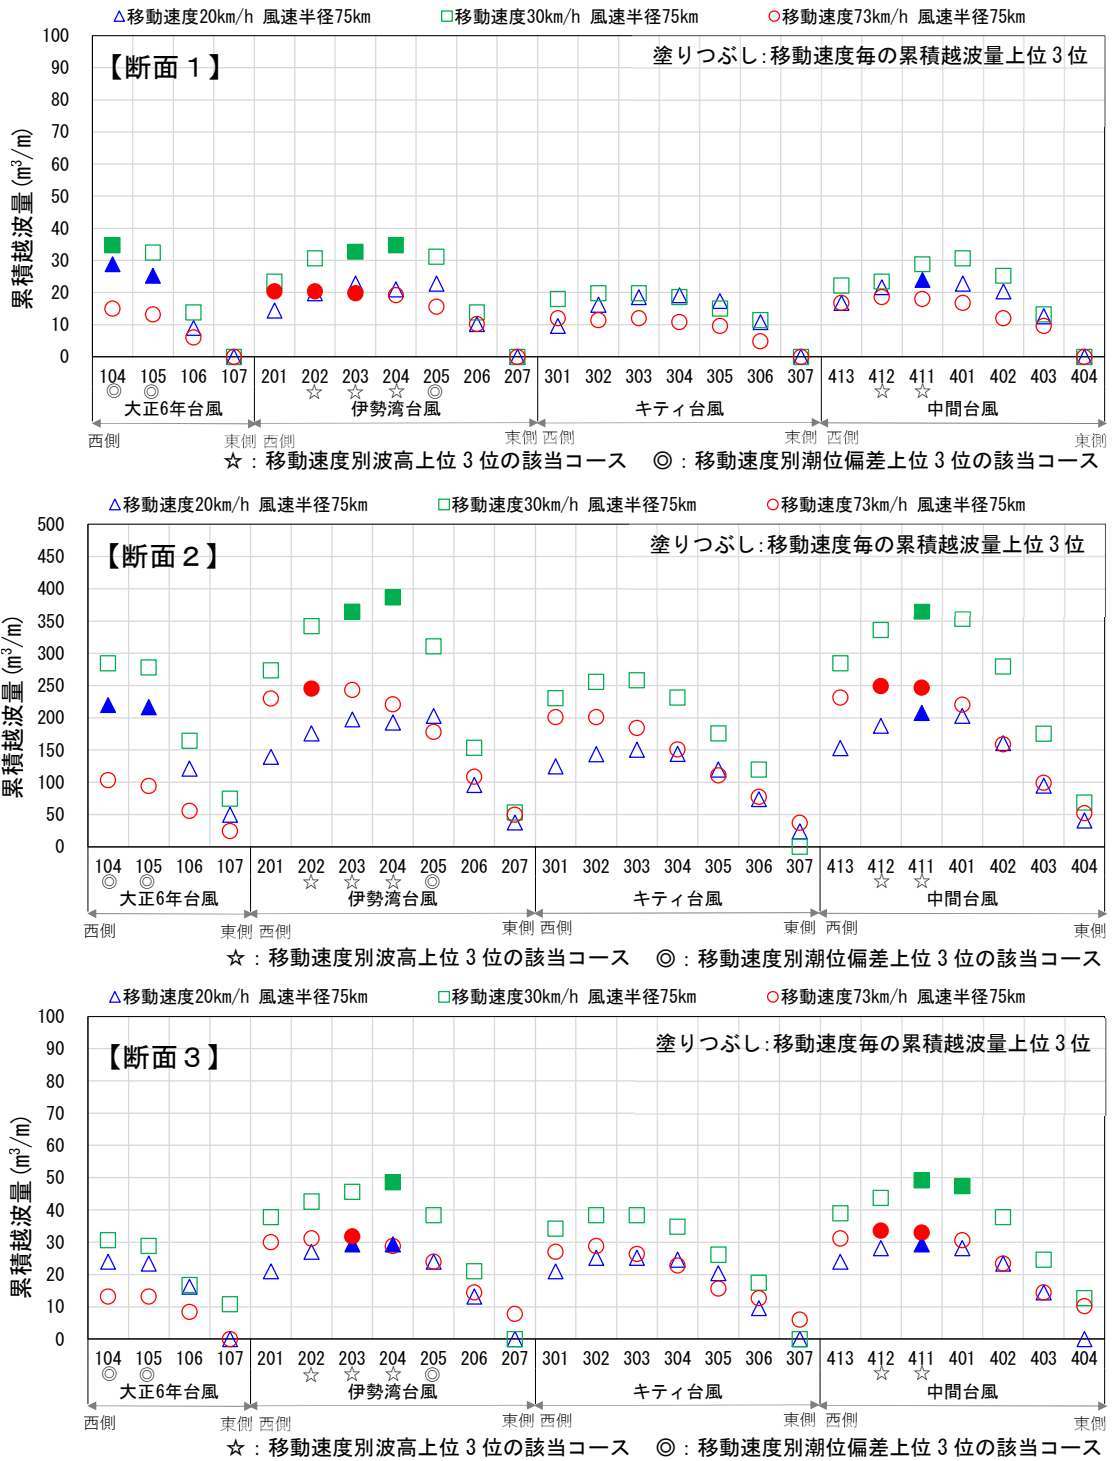 △移動速度20km/h 風速半径75km □移動速度30km/h 風速半径75km ○移動速度73km/h 風速半径75km
【断面１】
塗りつぶし:移動速度毎の累積越波量上位３位
累積越波量(m³/m)
100
90
80
70
60
50
40
30
20
10
0
104 105 106 107 201 202 203 204 205 206 207 301 302 303 304 305 306 307 413 412 411 401 402 403 404
◎ ◎ ☆ ☆ ☆ ◎ ☆ ☆
大正6年台風 伊勢湾台風 キティ台風 中間台風
西側 東側 西側 東側 西側 東側 西側 東側
☆：移動速度別波高上位３位の該当コース ◎：移動速度別潮位偏差上位３位の該当コース
△移動速度20km/h 風速半径75km □移動速度30km/h 風速半径75km ○移動速度73km/h 風速半径75km
【断面２】
塗りつぶし:移動速度毎の累積越波量上位３位
累積越波量(m³/m)
500
450
400
350
300
250
200
150
100
50
0
104 105 106 107 201 202 203 204 205 206 207 301 302 303 304 305 306 307 413 412 411 401 402 403 404
◎ ◎ ☆ ☆ ☆ ◎ ☆ ☆
大正6年台風 伊勢湾台風 キティ台風 中間台風
西側 東側 西側 東側 西側 東側 西側 東側
☆：移動速度別波高上位３位の該当コース ◎：移動速度別潮位偏差上位３位の該当コース
△移動速度20km/h 風速半径75km □移動速度30km/h 風速半径75km ○移動速度73km/h 風速半径75km
【断面３】
塗りつぶし:移動速度毎の累積越波量上位３位
累積越波量(m³/m)
100
90
80
70
60
50
40
30
20
10
0
104 105 106 107 201 202 203 204 205 206 207 301 302 303 304 305 306 307 413 412 411 401 402 403 404
◎ ◎ ☆ ☆ ☆ ◎ ☆ ☆
大正6年台風 伊勢湾台風 キティ台風 中間台風
西側 東側 西側 東側 西側 東側 西側 東側
☆：移動速度別波高上位３位の該当コース ◎：移動速度別潮位偏差上位３位の該当コース